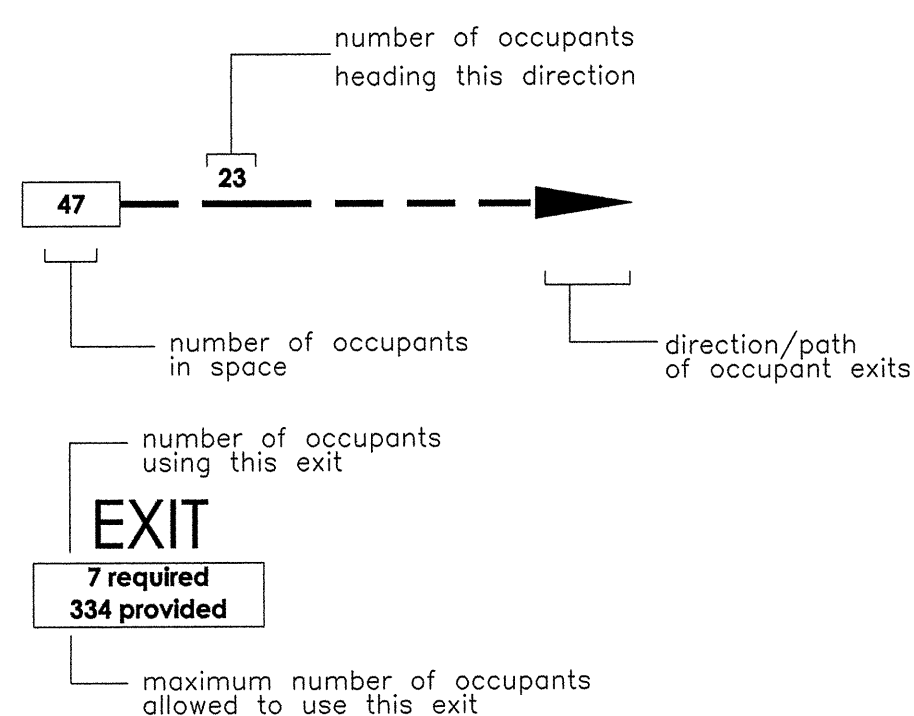 number of occupants
heading this direction
23
47
number of occupants
in space
direction/path
of occupant exits
number of occupants
using this exit
EXIT
7 required
334 provided
maximum number of occupants
allowed to use this exit